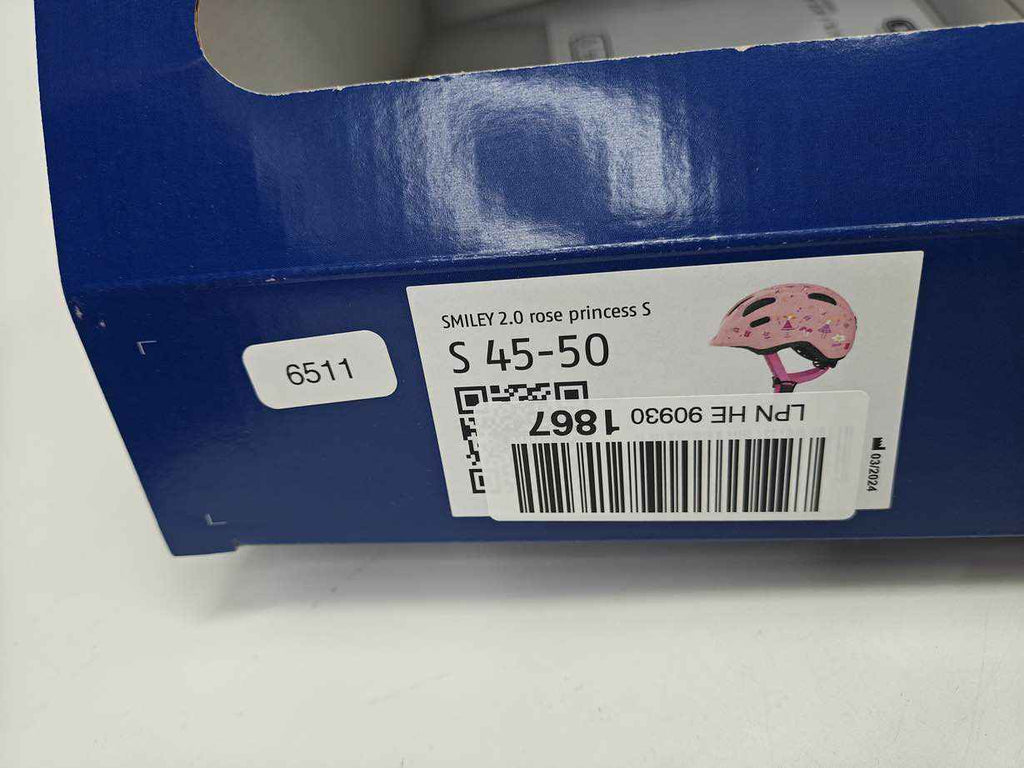 SMILEY 2.0 rose princess S
S 45-50
6511
LPN HE 90930 1867
03/2024